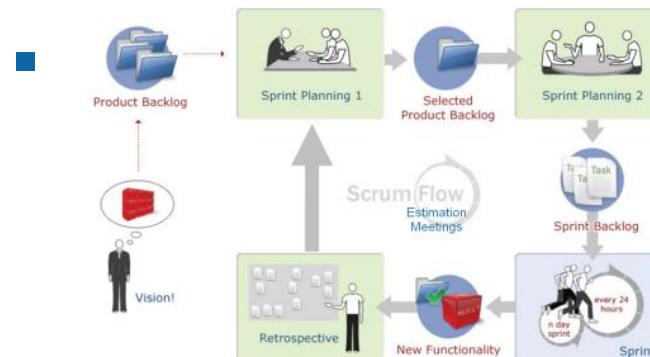 Product Backlog
Sprint Planning 1
Selected
Product Backlog
Sprint Planning 2
Task
Sprint Backlog
Scrum Flow
Estimation
Meetings
Vision!
Retrospective
New Functionality
every 24
hours
n day
sprint
Sprin